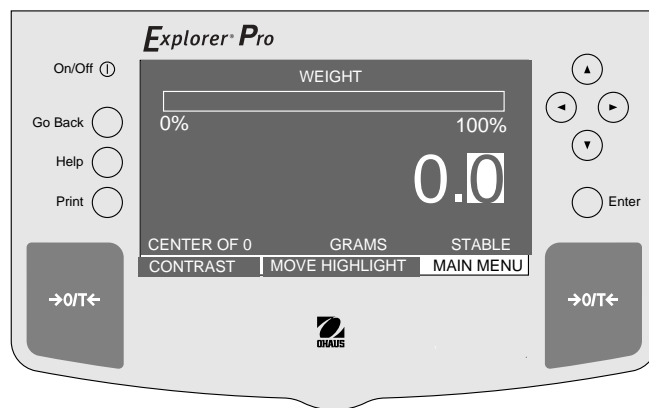 Explorer® Pro
On/Off
Go Back
Help
Print
WEIGHT
0% 100%
0.0
CENTER OF 0 GRAMS STABLE
CONTRAST MOVE HIGHLIGHT MAIN MENU
Enter
→0/T←
→0/T←
OHAUS